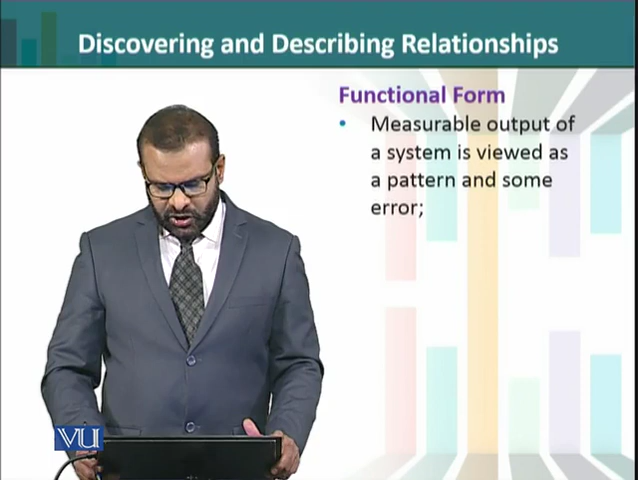 Discovering and Describing Relationships
Functional Form
• Measurable output of
a system is viewed as
a pattern and some
error;
VU